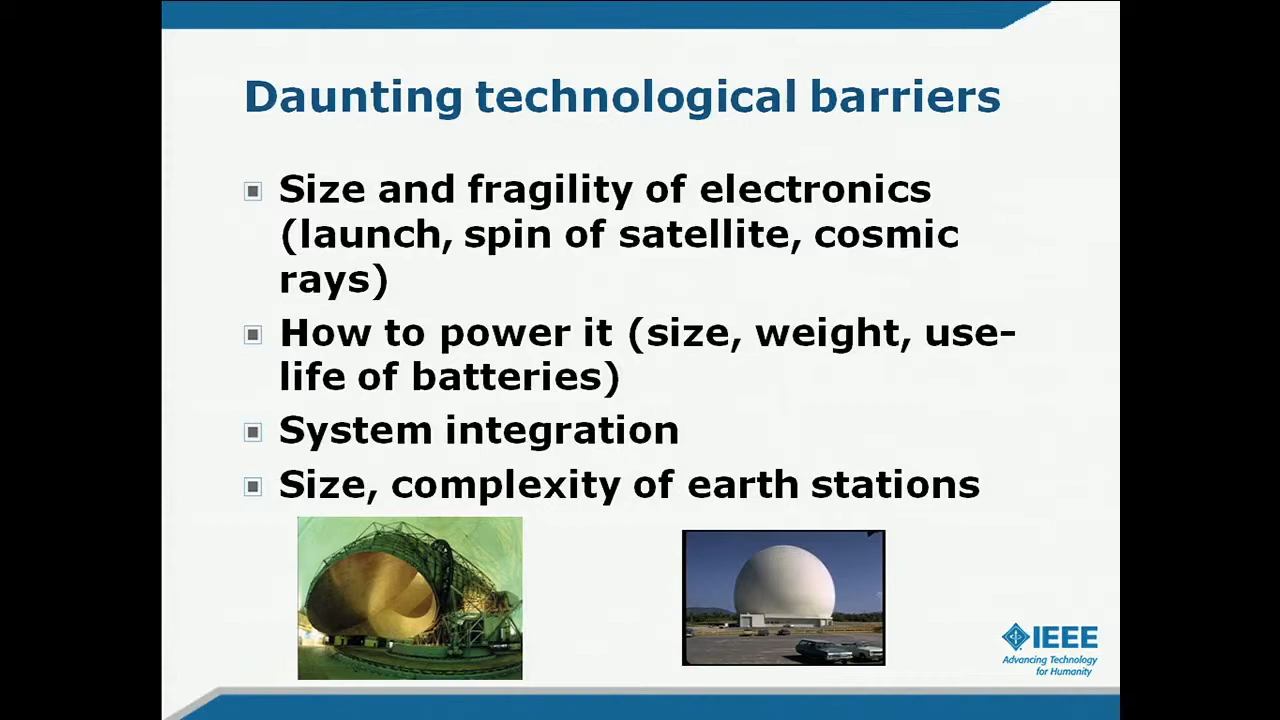 Daunting technological barriers
Size and fragility of electronics
(launch, spin of satellite, cosmic
rays)
How to power it (size, weight, use-
life of batteries)
System integration
Size, complexity of earth stations
IEEE
Advancing Technology
for Humanity